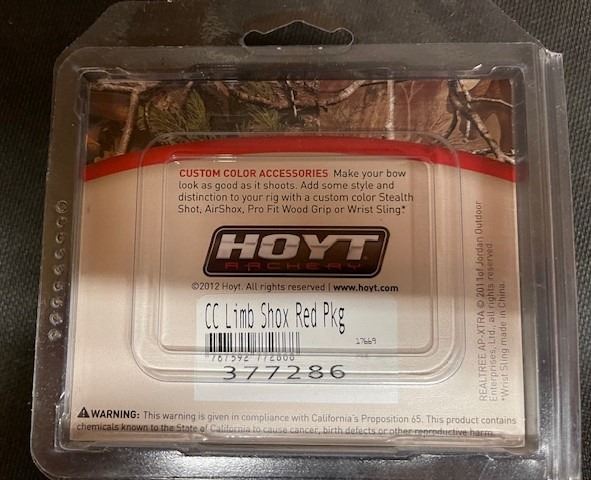 CUSTOM COLOR ACCESSORIES Make your bow
look as good as it shoots. Add some style and
distinction to your rig with a custom color Stealth
Shot, AirShox, Pro Fit Wood Grip or Wrist Sling*
HOYT
ARCHERY
©2012 Hoyt. All rights reserved | www.hoyt.com
CC Limb Shox Red Pkg
17669
377286
REALTREE AP-XTRA © 2011 of Jordan Outdoor
Enterprises, Ltd., all rights reserved.
*Wrist Sling made in China.
WARNING: This warning is given in compliance with California's Proposition 65. This product contains
chemicals known to the State of California to cause cancer, birth defects or other reproductive harm.